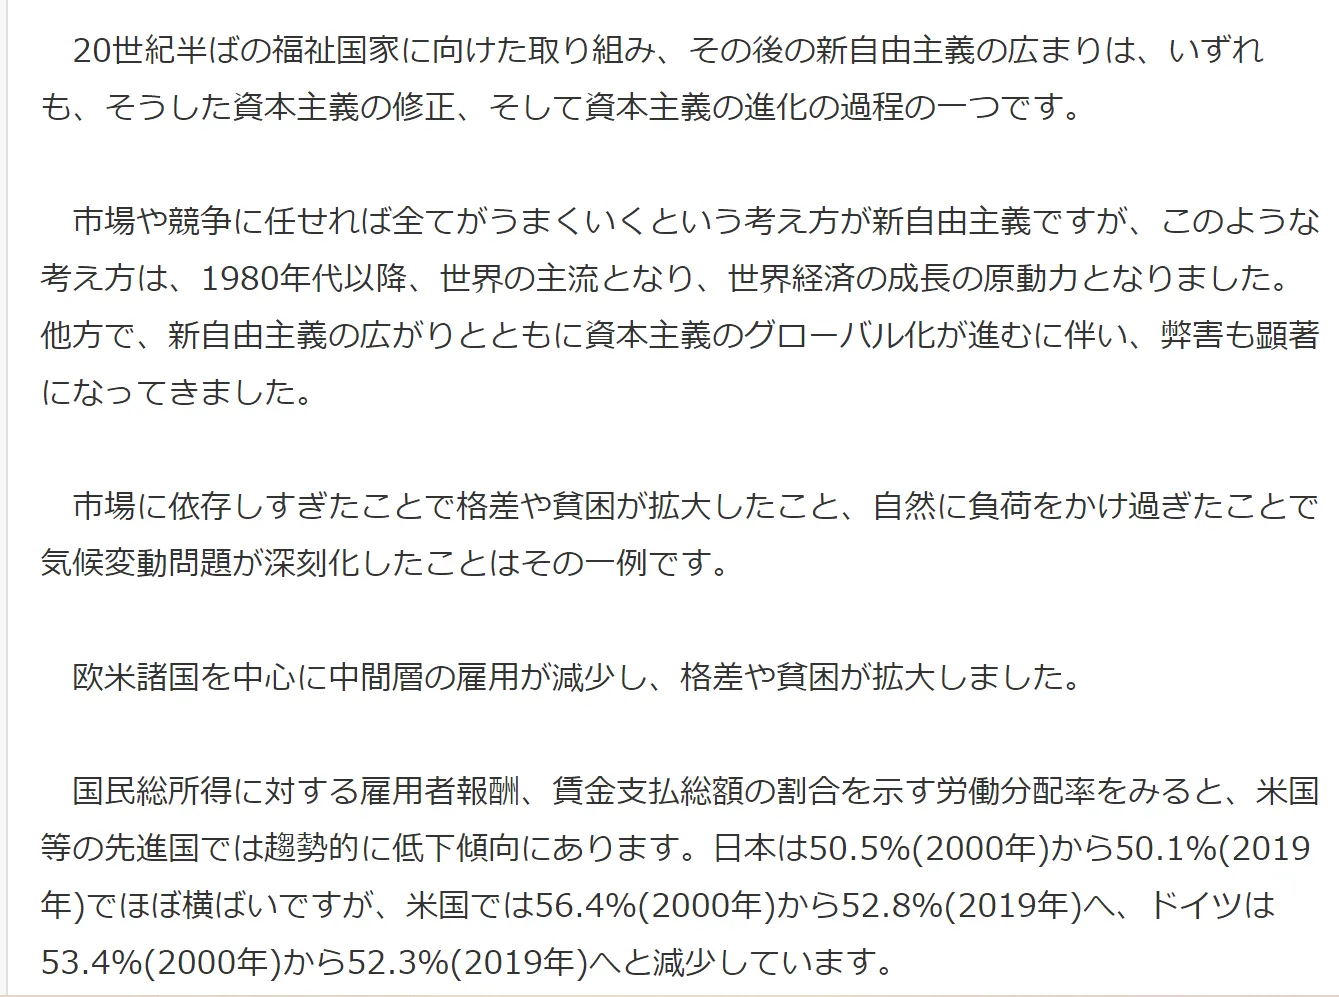 20世紀半ばの福祉国家に向けた取り組み、その後の新自由主義の広まりは、いずれ
も、そうした資本主義の修正、そして資本主義の進化の過程の一つです。
　市場や競争に任せれば全てがうまくいくという考え方が新自由主義ですが、このような
考え方は、1980年代以降、世界の主流となり、世界経済の成長の原動力となりました。
他方で、新自由主義の広がりとともに資本主義のグローバル化が進むに伴い、弊害も顕著
になってきました。
　市場に依存しすぎたことで格差や貧困が拡大したこと、自然に負荷をかけ過ぎたことで
気候変動問題が深刻化したことはその一例です。
　欧米諸国を中心に中間層の雇用が減少し、格差や貧困が拡大しました。
　国民総所得に対する雇用者報酬、賃金支払総額の割合を示す労働分配率をみると、米国
等の先進国では趨勢的に低下傾向にあります。日本は50.5%(2000年)から50.1%(2019
年)でほぼ横ばいですが、米国では56.4%(2000年)から52.8%(2019年)へ、ドイツは
53.4%(2000年)から52.3%(2019年)へと減少しています。